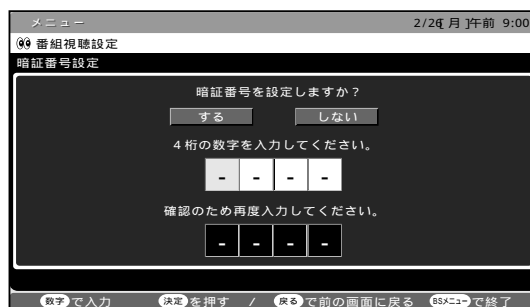 メニュー 2/26[月]午前 9:00
番組視聴設定
暗証番号設定
暗証番号を設定しますか？
する しない
４桁の数字を入力してください。
- - - -
確認のため再度入力してください。
- - - -
数字で入力 決定を押す / 戻るで前の画面に戻る BSメニューで終了